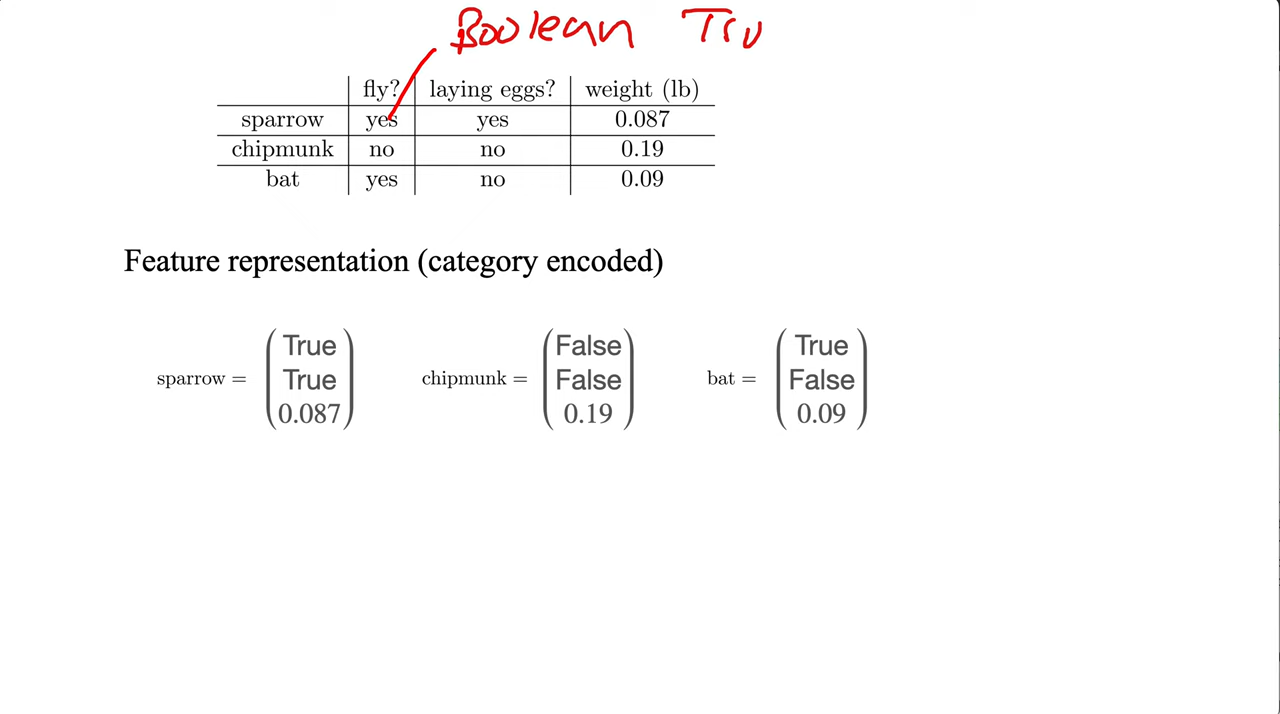 Boolean Tru
fly? laying eggs? weight (lb)
sparrow yes yes 0.087
chipmunk no no 0.19
bat yes no 0.09
Feature representation (category encoded)
sparrow = (True True 0.087) chipmunk = (False False 0.19) bat = (True False 0.09)